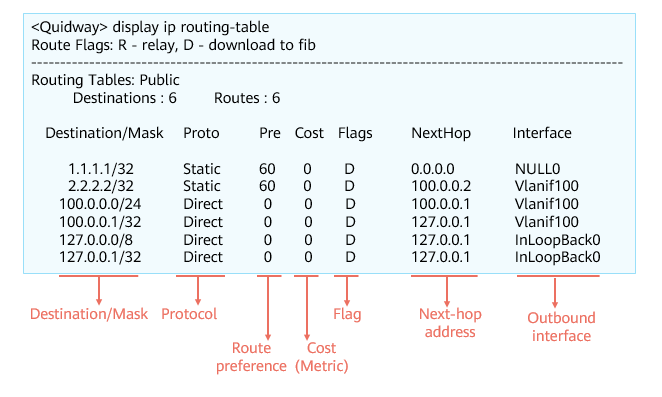 <Quidway> display ip routing-table
Route Flags: R - relay, D - download to fib
------------------------------------------------------------------------------
Routing Tables: Public
Destinations : 6 Routes : 6
Destination/Mask Proto Pre Cost Flags NextHop Interface
1.1.1.1/32 Static 60 0 D 0.0.0.0 NULL0
2.2.2.2/32 Static 60 0 D 100.0.0.2 Vlanif100
100.0.0.0/24 Direct 0 0 D 100.0.0.1 Vlanif100
100.0.0.1/32 Direct 0 0 D 127.0.0.1 Vlanif100
127.0.0.0/8 Direct 0 0 D 127.0.0.1 InLoopBack0
127.0.0.1/32 Direct 0 0 D 127.0.0.1 InLoopBack0
Destination/Mask Protocol Flag Next-hop
address
Outbound
interface
Route
preference
Cost
(Metric)